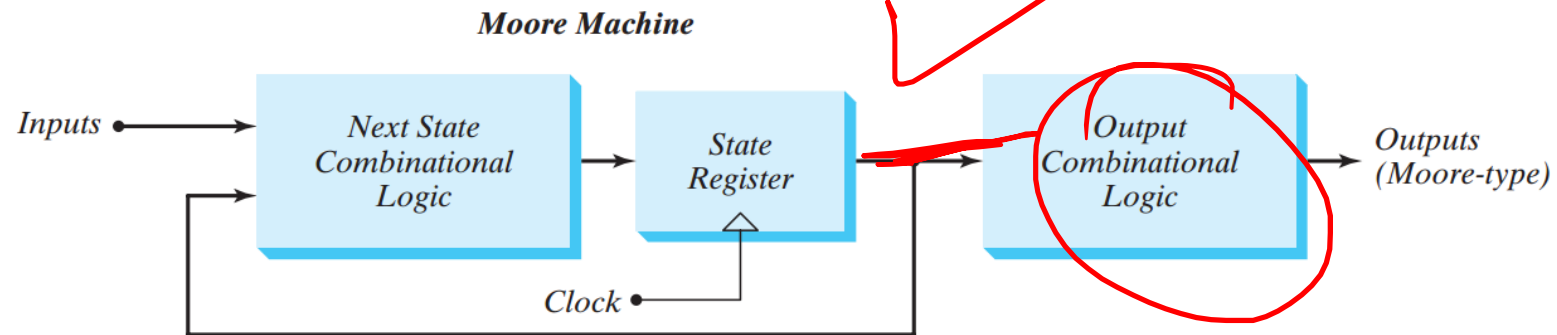 Moore Machine
Inputs
Next State
Combinational
Logic
State
Register
Output
Combinational
Logic
Outputs
(Moore-type)
Clock